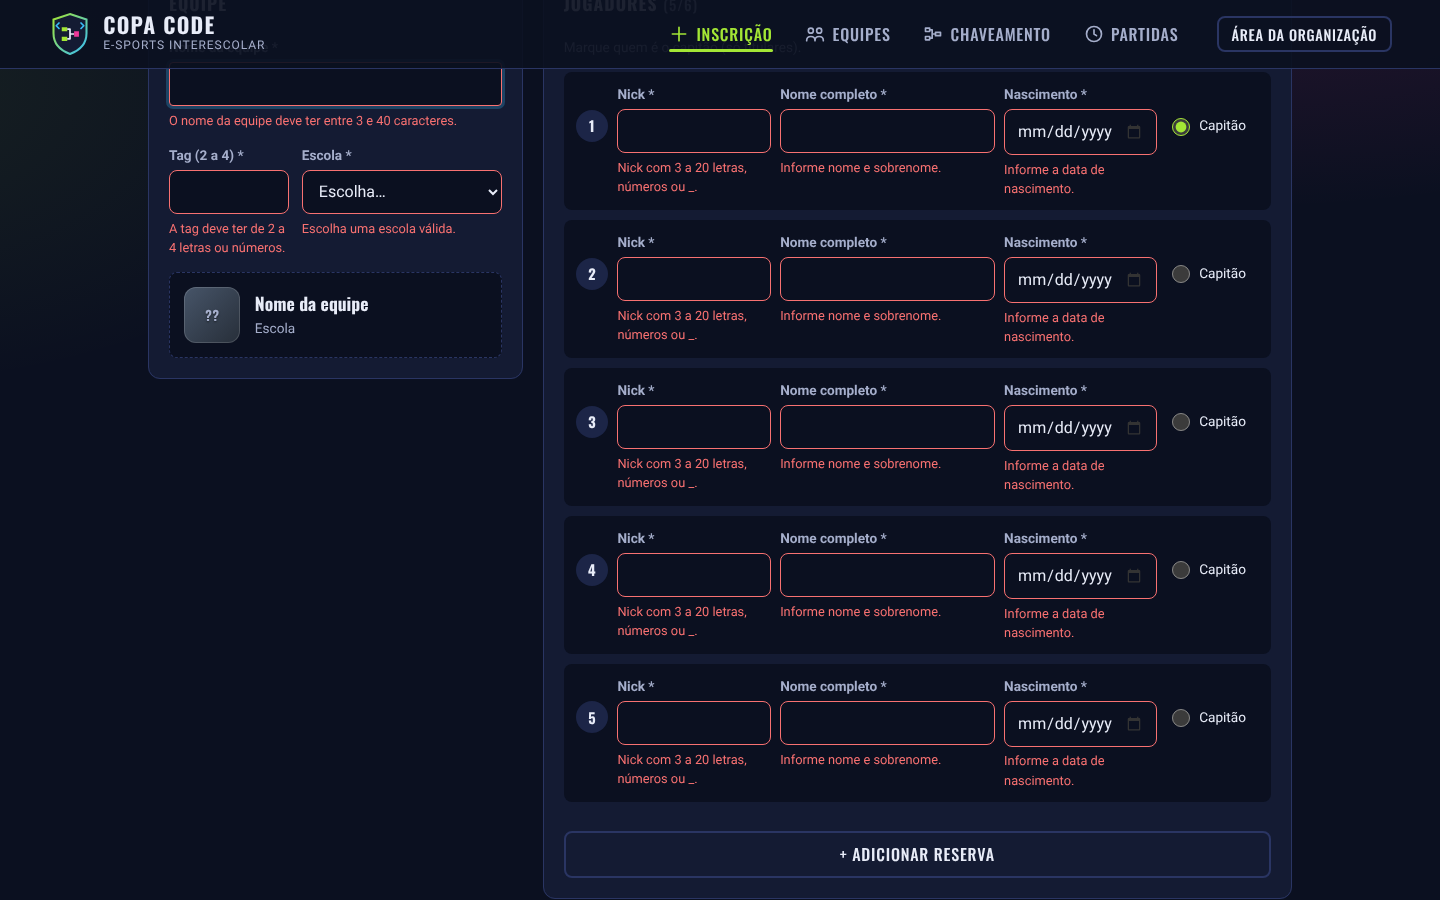 COPA CODE
E-SPORTS INTERESCOLAR
INSCRIÇÃO
EQUIPES
CHAVEAMENTO
PARTIDAS
ÁREA DA ORGANIZAÇÃO
EQUIPE
O nome da equipe deve ter entre 3 e 40 caracteres.
Tag (2 a 4) *
Escola *
Escolha...
A tag deve ter de 2 a
4 letras ou números.
Escolha uma escola válida.
??
Nome da equipe
Escola
JOGADORES (5/6)
Marque quem é
1
Nick *
Nome completo *
Nascimento *
mm/dd/yyyy
Capitão
Nick com 3 a 20 letras,
números ou _.
Informe nome e sobrenome.
Informe a data de
nascimento.
2
Nick *
Nome completo *
Nascimento *
mm/dd/yyyy
Capitão
Nick com 3 a 20 letras,
números ou _.
Informe nome e sobrenome.
Informe a data de
nascimento.
3
Nick *
Nome completo *
Nascimento *
mm/dd/yyyy
Capitão
Nick com 3 a 20 letras,
números ou _.
Informe nome e sobrenome.
Informe a data de
nascimento.
4
Nick *
Nome completo *
Nascimento *
mm/dd/yyyy
Capitão
Nick com 3 a 20 letras,
números ou _.
Informe nome e sobrenome.
Informe a data de
nascimento.
5
Nick *
Nome completo *
Nascimento *
mm/dd/yyyy
Capitão
Nick com 3 a 20 letras,
números ou _.
Informe nome e sobrenome.
Informe a data de
nascimento.
+ ADICIONAR RESERVA